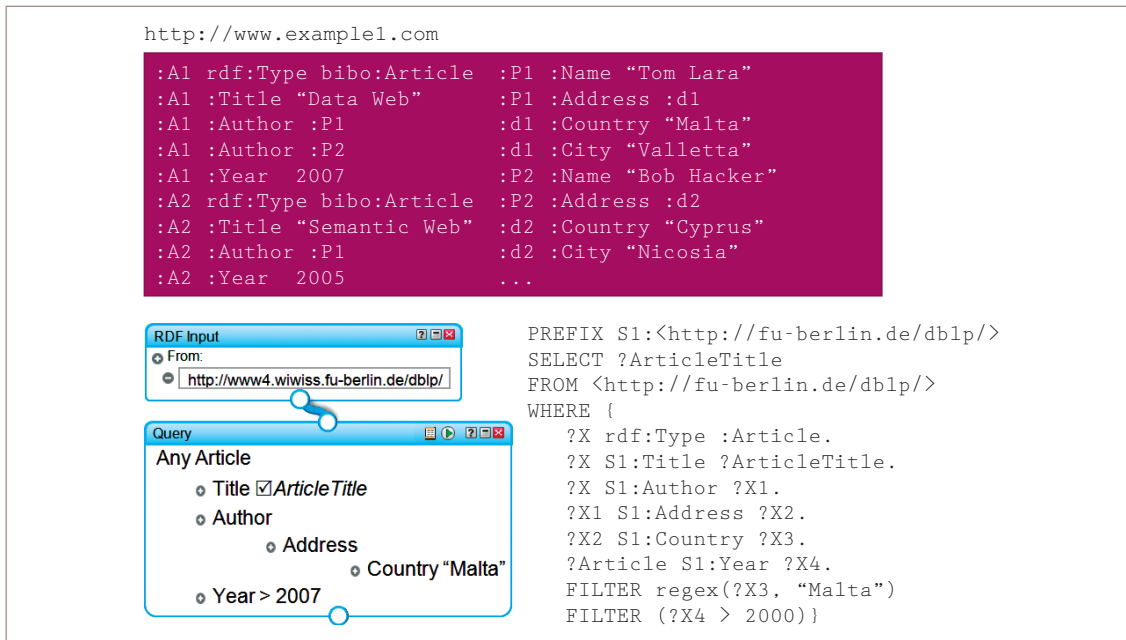 http://www.example1.com
:A1 rdf:Type bibo:Article
:A1 :Title “Data Web”
:A1 :Author :P1
:A1 :Author :P2
:A1 :Year 2007
:A2 rdf:Type bibo:Article
:A2 :Title “Semantic Web”
:A2 :Author :P1
:A2 :Year 2005
:P1 :Name “Tom Lara”
:P1 :Address :d1
:d1 :Country “Malta”
:d1 :City “Valletta”
:P2 :Name “Bob Hacker”
:P2 :Address :d2
:d2 :Country “Cyprus”
:d2 :City “Nicosia”
...
RDF Input
From:
http://www4.wiwiss.fu-berlin.de/dblp/
Query
Any Article
Title ☑ArticleTitle
Author
Address
Country “Malta”
Year > 2007
PREFIX S1:<http://fu-berlin.de/dblp/>
SELECT ?ArticleTitle
FROM <http://fu-berlin.de/dblp/>
WHERE {
?X rdf:Type :Article.
?X S1:Title ?ArticleTitle.
?X S1:Author ?X1.
?X1 S1:Address ?X2.
?X2 S1:Country ?X3.
?Article S1:Year ?X4.
FILTER regex(?X3, “Malta”)
FILTER (?X4 > 2000)}